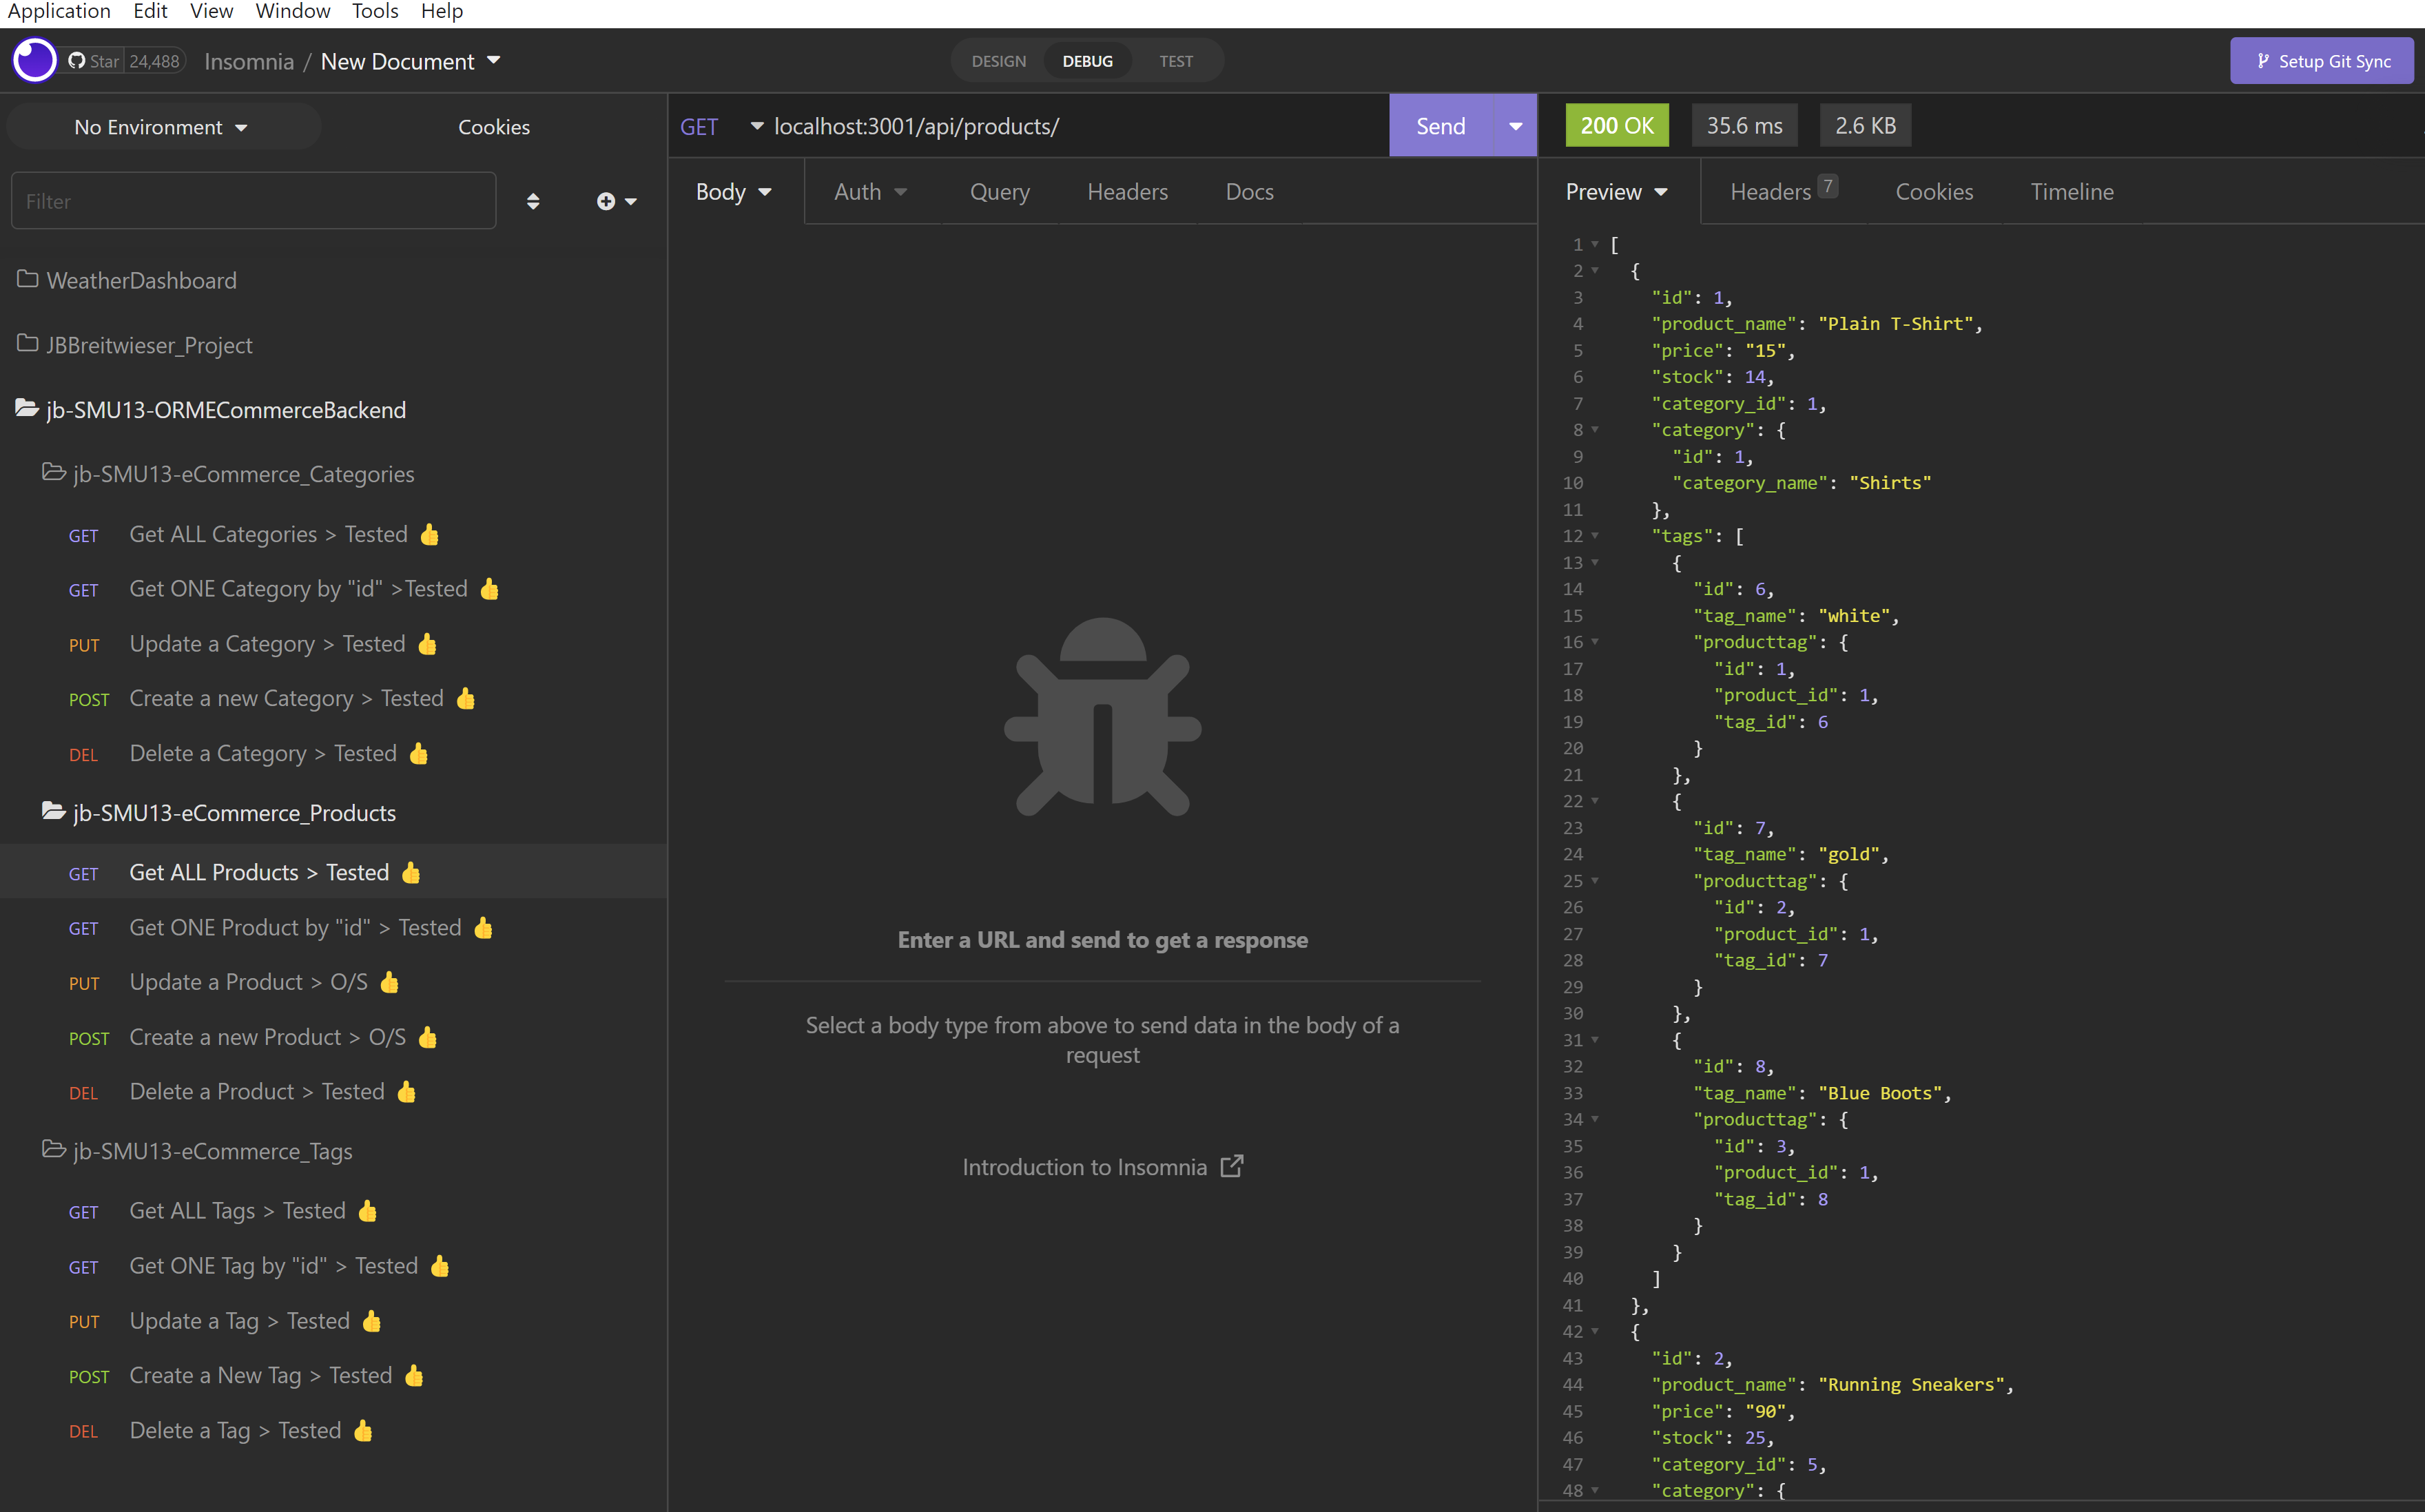 Application Edit View Window Tools Help
Star 24,488 Insomnia / New Document DESIGN DEBUG TEST Setup Git Sync
No Environment Cookies
Filter
WeatherDashboard
JBBreitwieser_Project
jb-SMU13-ORMECommerceBackend
jb-SMU13-eCommerce_Categories
GET Get ALL Categories > Tested 👍
GET Get ONE Category by "id" >Tested 👍
PUT Update a Category > Tested 👍
POST Create a new Category > Tested 👍
DEL Delete a Category > Tested 👍
jb-SMU13-eCommerce_Products
GET Get ALL Products > Tested 👍
GET Get ONE Product by "id" > Tested 👍
PUT Update a Product > O/S 👍
POST Create a new Product > O/S 👍
DEL Delete a Product > Tested 👍
jb-SMU13-eCommerce_Tags
GET Get ALL Tags > Tested 👍
GET Get ONE Tag by "id" > Tested 👍
PUT Update a Tag > Tested 👍
POST Create a New Tag > Tested 👍
DEL Delete a Tag > Tested 👍
GET localhost:3001/api/products/ Send
Body Auth Query Headers Docs
Enter a URL and send to get a response
Select a body type from above to send data in the body of a
request
Introduction to Insomnia
200 OK 35.6 ms 2.6 KB
Preview Headers 7 Cookies Timeline
1 [
2 {
3 "id": 1,
4 "product_name": "Plain T-Shirt",
5 "price": "15",
6 "stock": 14,
7 "category_id": 1,
8 "category": {
9 "id": 1,
10 "category_name": "Shirts"
11 },
12 "tags": [
13 {
14 "id": 6,
15 "tag_name": "white",
16 "producttag": {
17 "id": 1,
18 "product_id": 1,
19 "tag_id": 6
20 }
21 },
22 {
23 "id": 7,
24 "tag_name": "gold",
25 "producttag": {
26 "id": 2,
27 "product_id": 1,
28 "tag_id": 7
29 }
30 },
31 {
32 "id": 8,
33 "tag_name": "Blue Boots",
34 "producttag": {
35 "id": 3,
36 "product_id": 1,
37 "tag_id": 8
38 }
39 }
40 ]
41 },
42 {
43 "id": 2,
44 "product_name": "Running Sneakers",
45 "price": "90",
46 "stock": 25,
47 "category_id": 5,
48 "category": {